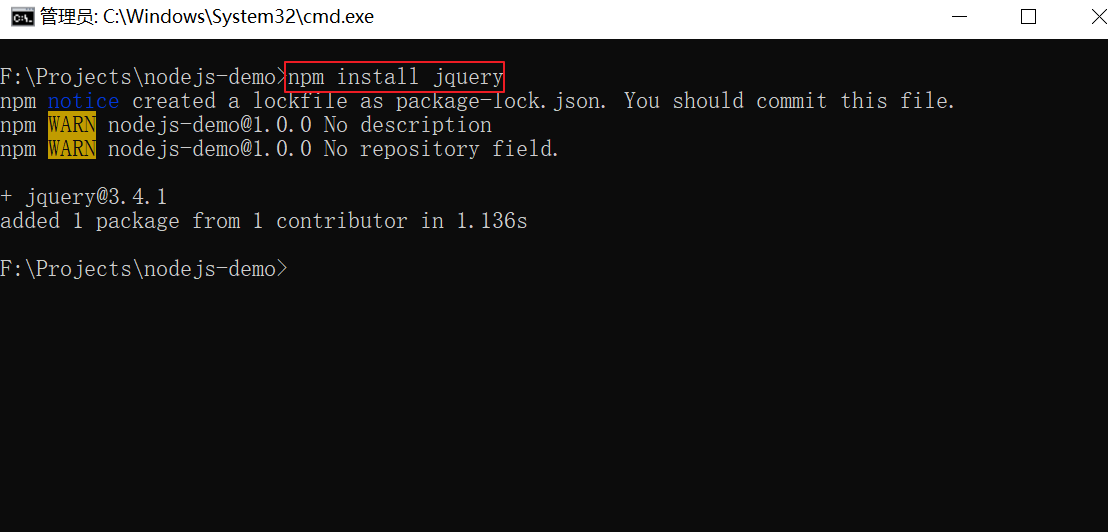 管理员: C:\Windows\System32\cmd.exe
F:\Projects\nodejs-demo>npm install jquery
npm notice created a lockfile as package-lock.json. You should commit this file.
npm WARN nodejs-demo@1.0.0 No description
npm WARN nodejs-demo@1.0.0 No repository field.
+ jquery@3.4.1
added 1 package from 1 contributor in 1.136s
F:\Projects\nodejs-demo>